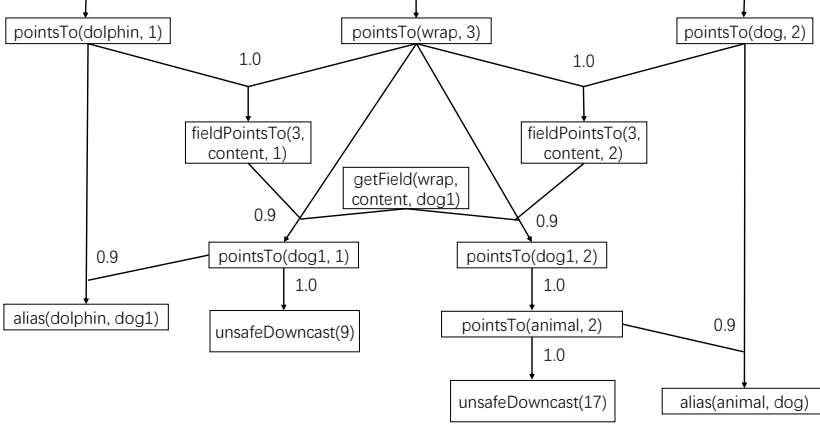 pointsTo(dolphin, 1)
pointsTo(wrap, 3)
pointsTo(dog, 2)
1.0
1.0
fieldPointsTo(3,
content, 1)
fieldPointsTo(3,
content, 2)
getField(wrap,
content, dog1)
0.9
0.9
pointsTo(dog1, 1)
pointsTo(dog1, 2)
0.9
1.0
1.0
alias(dolphin, dog1)
unsafeDowncast(9)
pointsTo(animal, 2)
0.9
1.0
unsafeDowncast(17)
alias(animal, dog)